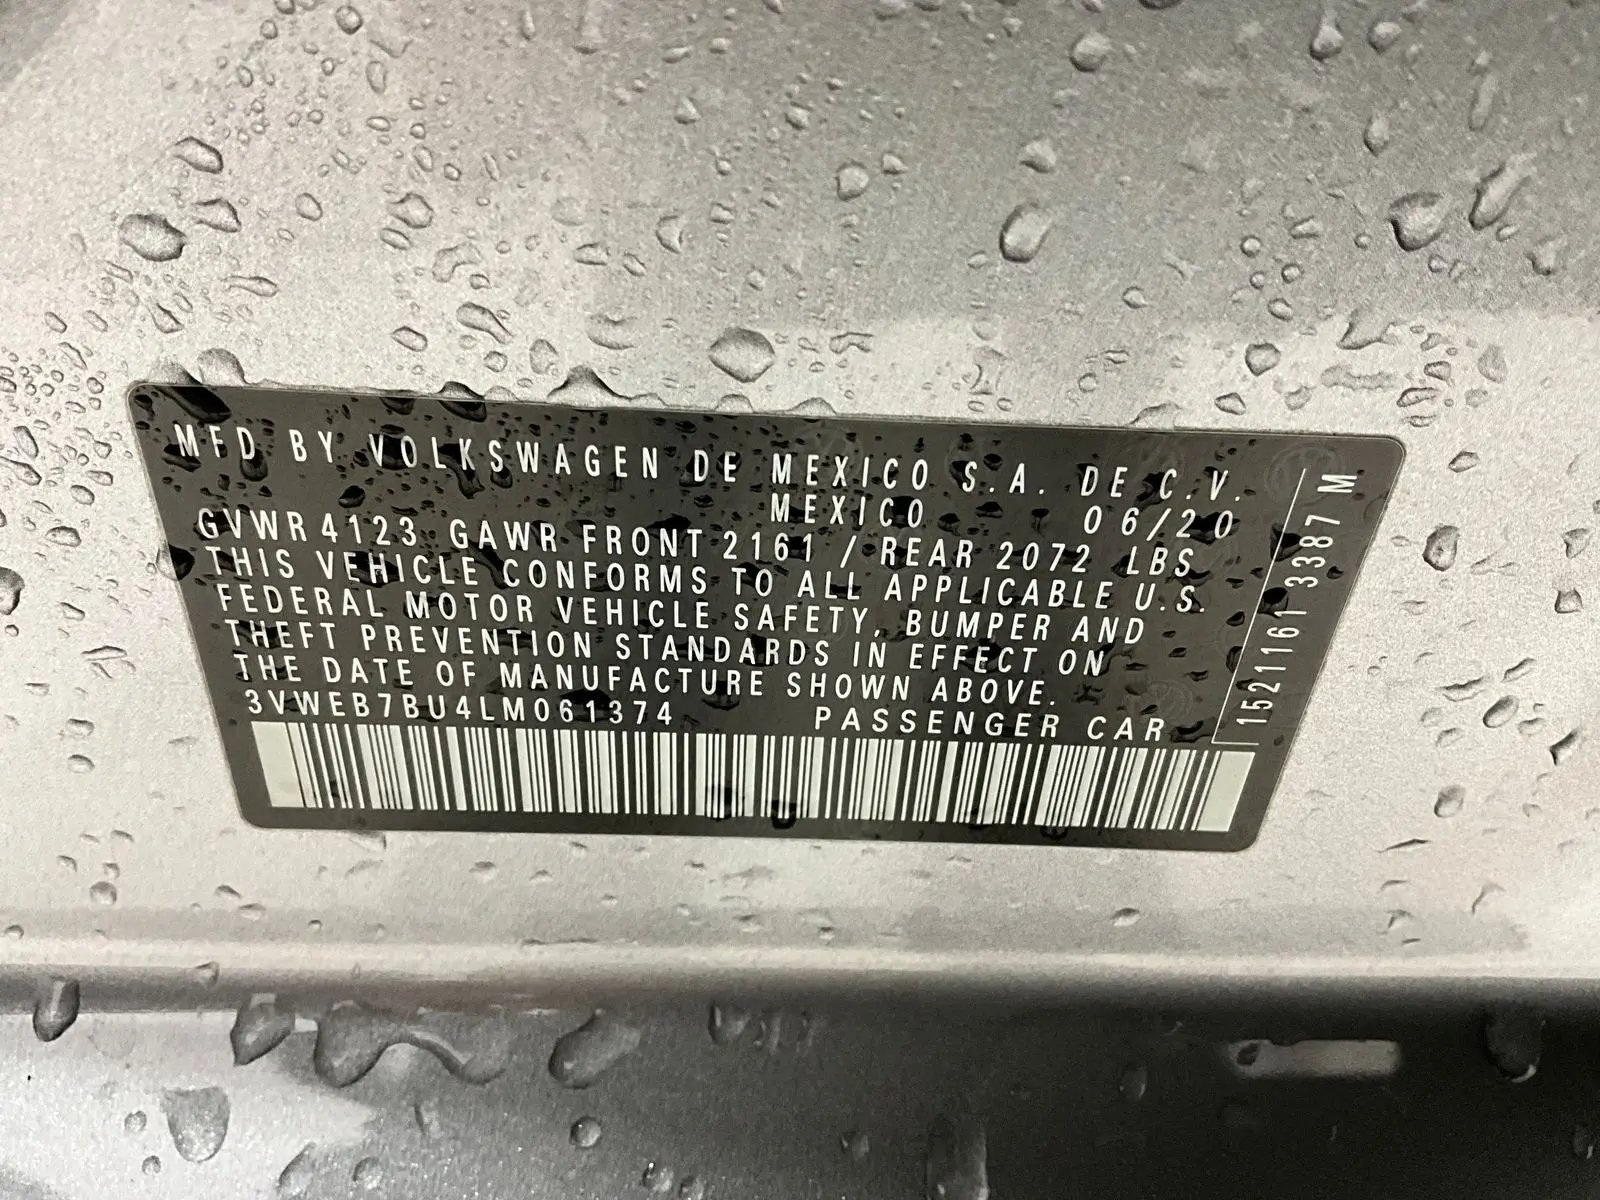 MFD BY VOLKSWAGEN DE MEXICO S.A. DE C.V.
MEXICO 06/20
GVWR 4123 GAWR FRONT 2161 / REAR 2072 LBS
THIS VEHICLE CONFORMS TO ALL APPLICABLE U.S.
FEDERAL MOTOR VEHICLE SAFETY, BUMPER AND
THEFT PREVENTION STANDARDS IN EFFECT ON
THE DATE OF MANUFACTURE SHOWN ABOVE.
3VWEB7BU4LM061374 PASSENGER CAR
1521161 3387 M